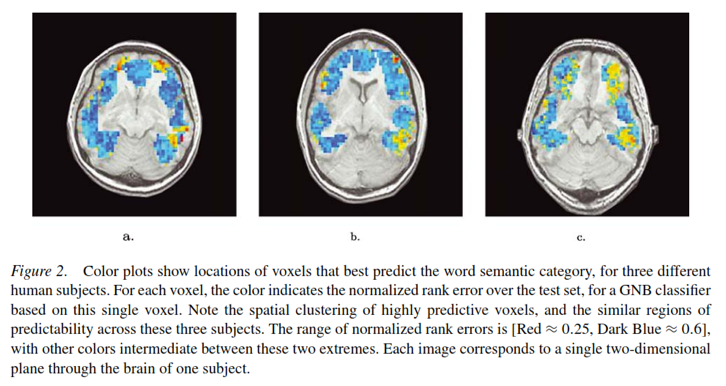 a.
b.
c.
Figure 2. Color plots show locations of voxels that best predict the word semantic category, for three different
human subjects. For each voxel, the color indicates the normalized rank error over the test set, for a GNB classifier
based on this single voxel. Note the spatial clustering of highly predictive voxels, and the similar regions of
predictability across these three subjects. The range of normalized rank errors is [Red ≈ 0.25, Dark Blue ≈ 0.6],
with other colors intermediate between these two extremes. Each image corresponds to a single two-dimensional
plane through the brain of one subject.